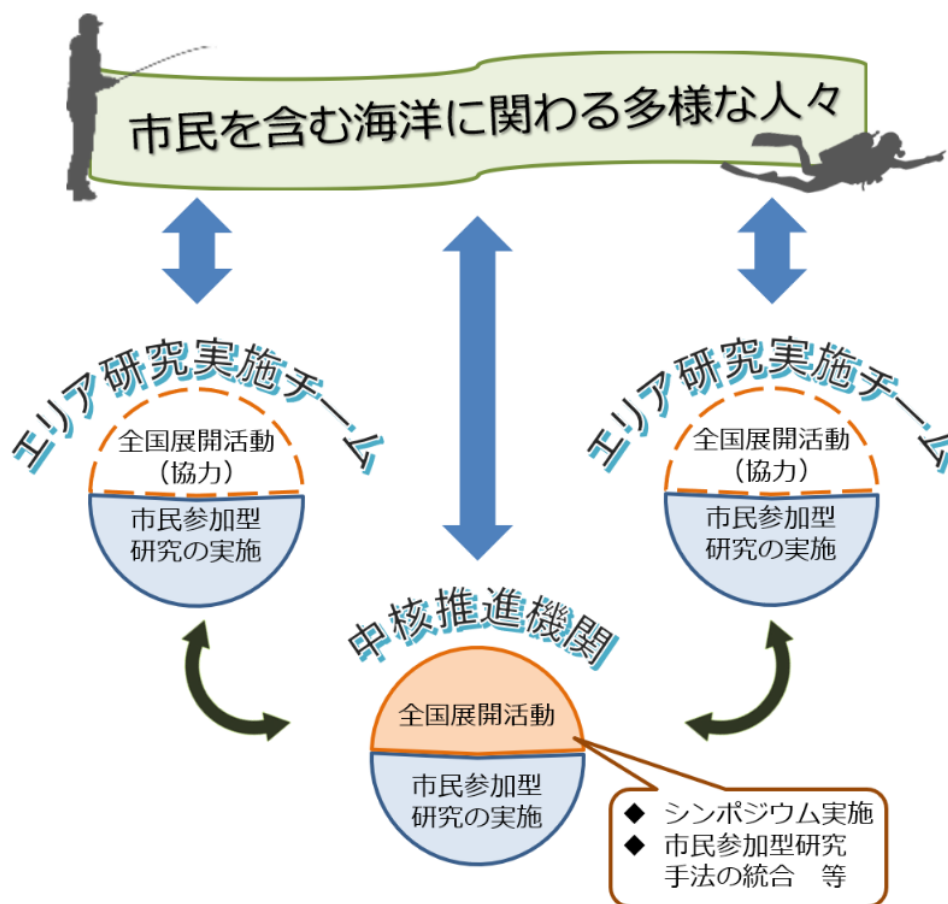 市民を含む海洋に関わる多様な人々
エリア研究実施チーム
全国展開活動
（協力）
市民参加型
研究の実施
エリア研究実施チーム
全国展開活動
（協力）
市民参加型
研究の実施
中核推進機関
全国展開活動
市民参加型
研究の実施
◆ シンポジウム実施
◆ 市民参加型研究
手法の統合　等